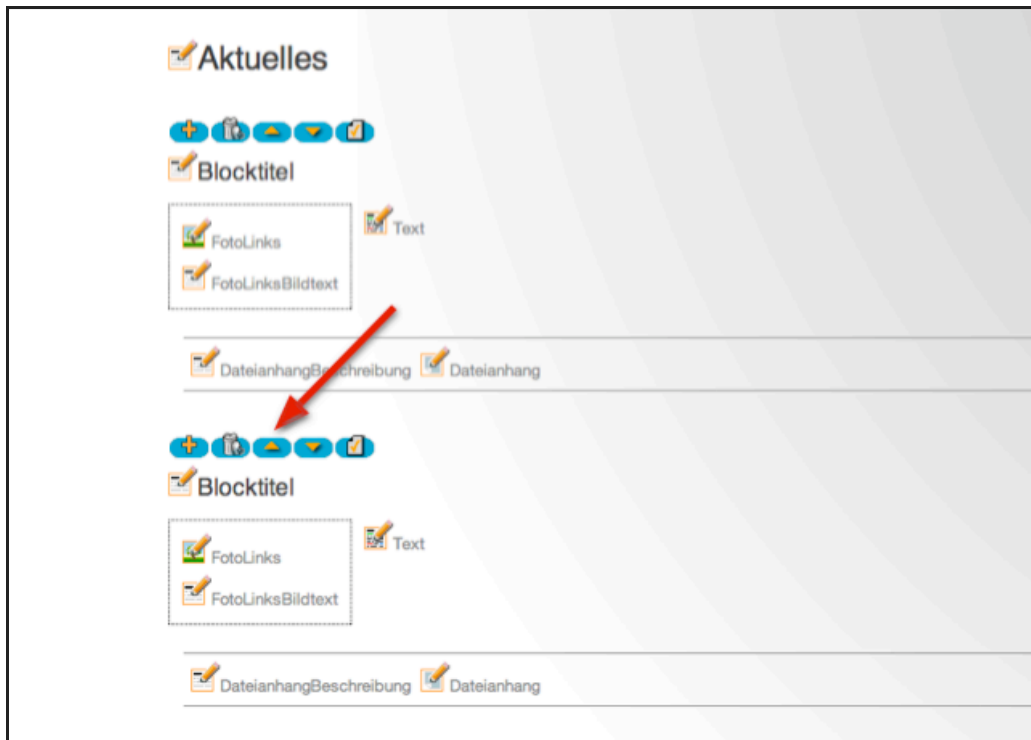 Aktuelles
Blocktitel
FotoLinks Text
FotoLinksBildtext
DateianhangBeschreibung Dateianhang
Blocktitel
FotoLinks Text
FotoLinksBildtext
DateianhangBeschreibung Dateianhang